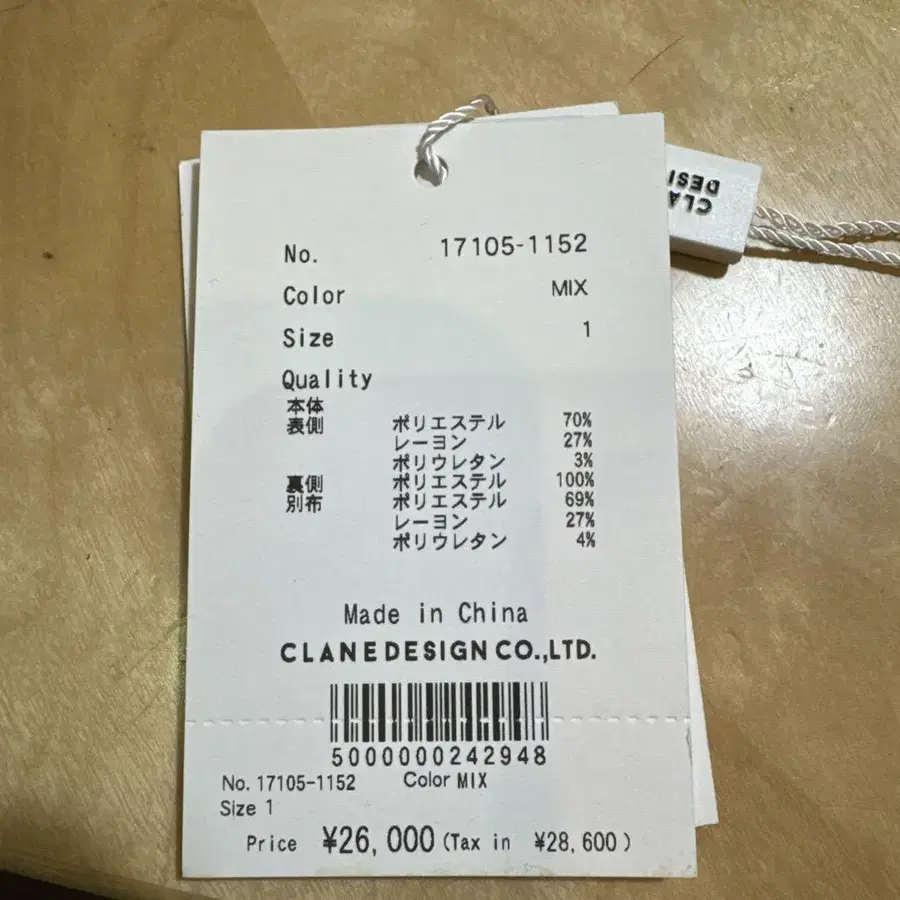 No. 17105-1152
Color MIX
Size 1
Quality
本体
表側 ポリエステル 70%
レーヨン 27%
ポリウレタン 3%
裏側 ポリエステル 100%
別布 ポリエステル 69%
レーヨン 27%
ポリウレタン 4%
Made in China
CLANE DESIGN CO.,LTD.
5000000242948
No. 17105-1152 Color MIX
Size 1
Price ¥26,000 (Tax in ¥28,600)
CLA
DESI